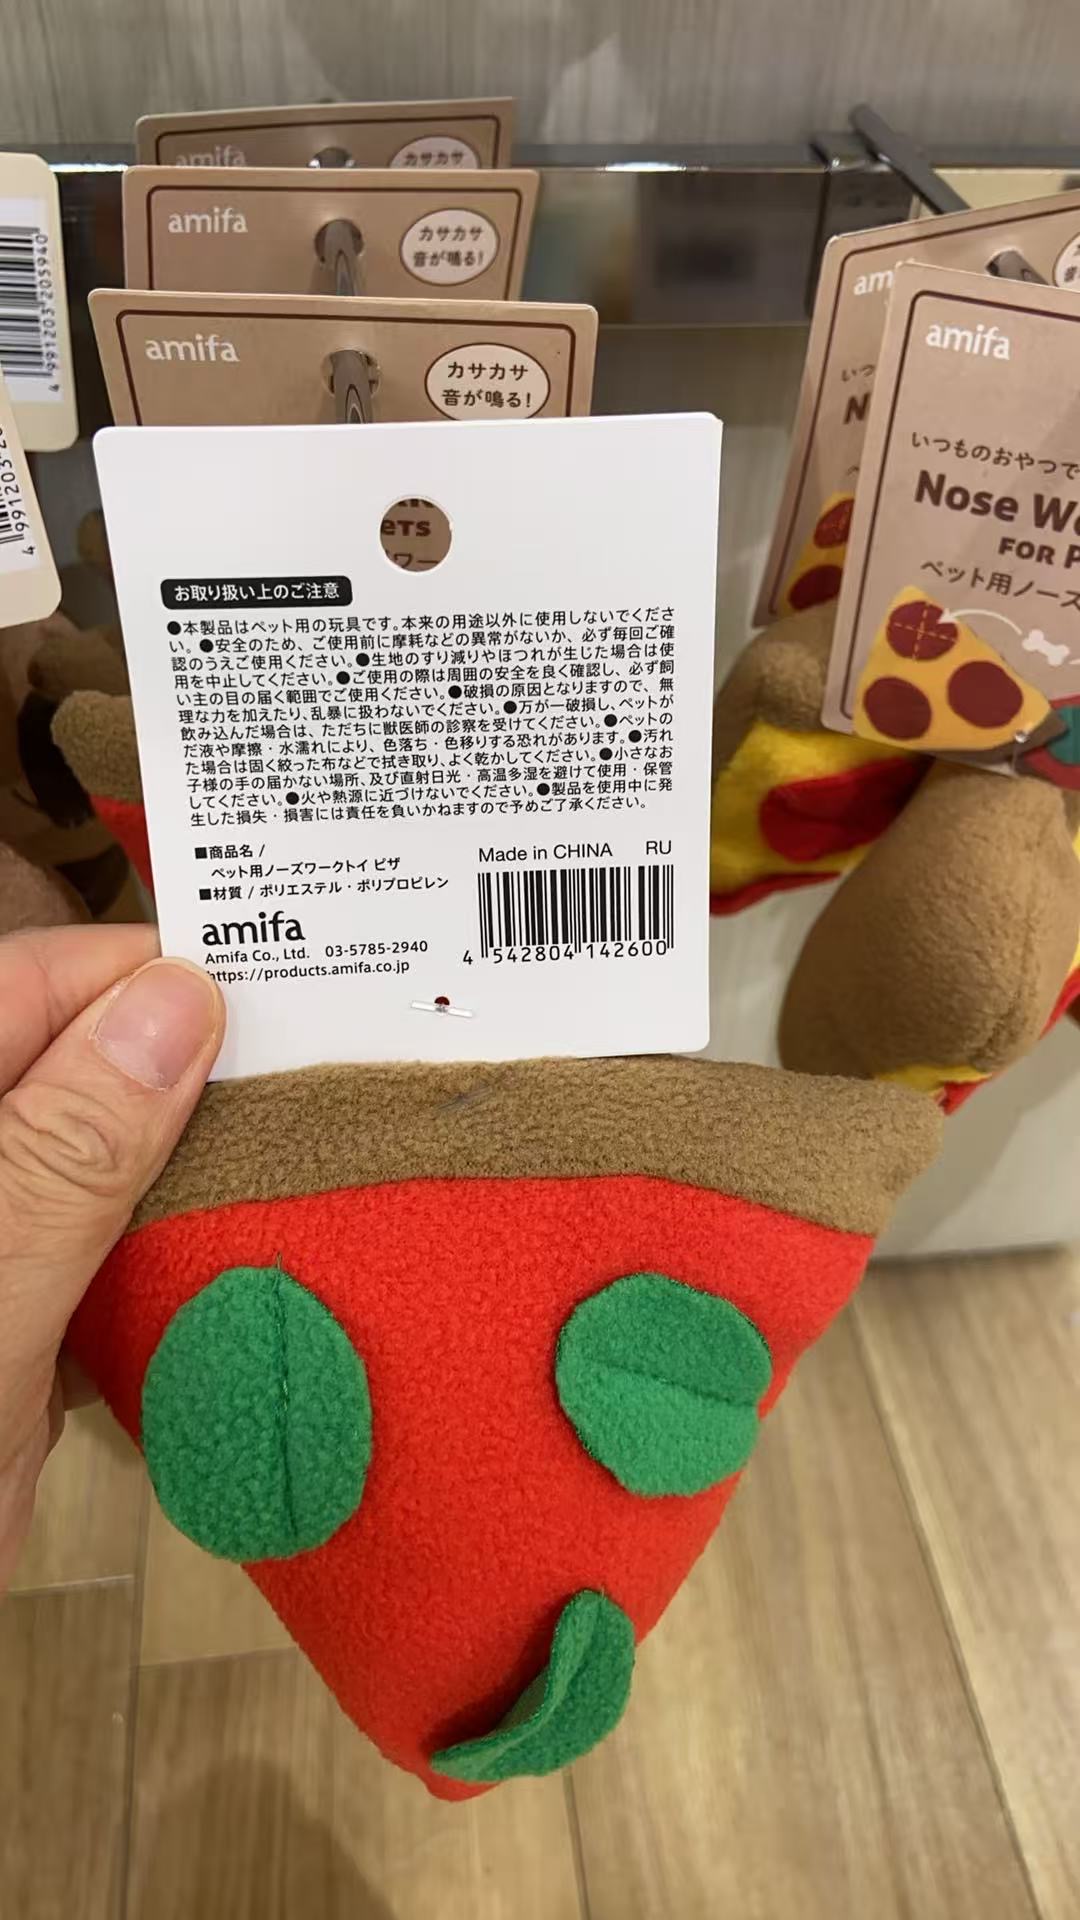 amifa
カサカサ
amifa
カサカサ
音が鳴る!
amifa
カサカサ
音が鳴る!
4 991203 205940
amifa
いつものおやつで
Nose
FOR
ペット用ノーズ
eTS
お取り扱い上のご注意
●本製品はペット用の玩具です。本来の用途以外に使用しないでくださ
い。●安全のため、ご使用前に摩耗などの異常がないか、必ず毎回ご確
認のうえご使用ください。●生地のすり減りやほつれが生じた場合は使
用を中止してください。●ご使用の際は周囲の安全を良く確認し、必ず飼
い主の目の届く範囲でご使用ください。●破損の原因となりますので、無
理な力を加えたり、乱暴に扱わないでください。●万が一破損し、ペットが
飲み込んだ場合は、ただちに獣医師の診察を受けてください。●ペットの
だ液や摩擦・水濡れにより、色落ち・色移りする恐れがあります。●汚れ
た場合は固く絞った布などで拭き取り、よく乾かしてください。●小さなお
子様の手の届かない場所、及び直射日光・高温多湿を避けて使用・保管
してください。●火や熱源に近づけないでください。●製品を使用中に発
生した損失・損害には責任を負いかねますので予めご了承ください。
■商品名 /
ペット用ノーズワークトイ ピザ
■材質 / ポリエステル・ポリプロピレン
Made in CHINA RU
amifa
Amifa Co., Ltd. 03-5785-2940
https://products.amifa.co.jp
4 542804 142600